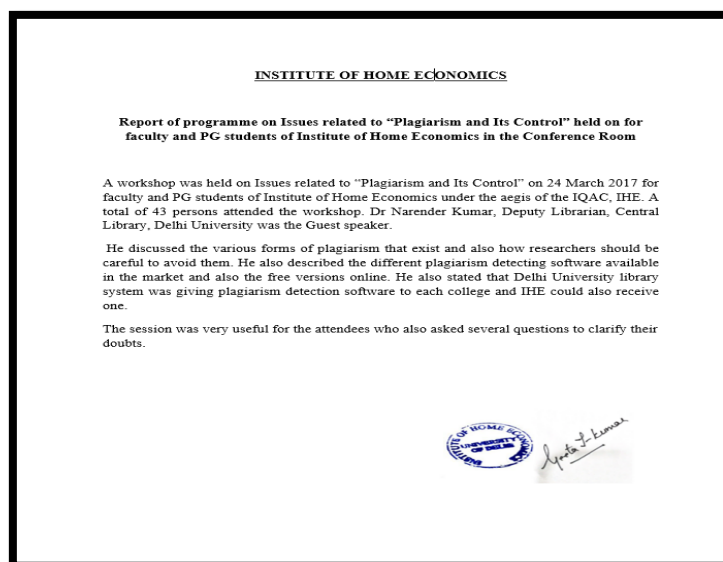 INSTITUTE OF HOME ECONOMICS
Report of programme on Issues related to “Plagiarism and Its Control” held on for
faculty and PG students of Institute of Home Economics in the Conference Room
A workshop was held on Issues related to “Plagiarism and Its Control” on 24 March 2017 for
faculty and PG students of Institute of Home Economics under the aegis of the IQAC, IHE. A
total of 43 persons attended the workshop. Dr Narender Kumar, Deputy Librarian, Central
Library, Delhi University was the Guest speaker.
He discussed the various forms of plagiarism that exist and also how researchers should be
careful to avoid them. He also described the different plagiarism detecting software available
in the market and also the free versions online. He also stated that Delhi University library
system was giving plagiarism detection software to each college and IHE could also receive
one.
The session was very useful for the attendees who also asked several questions to clarify their
doubts.
INSTITUTE OF HOME ECONOMICS
UNIVERSITY
OF DELHI
Kumar